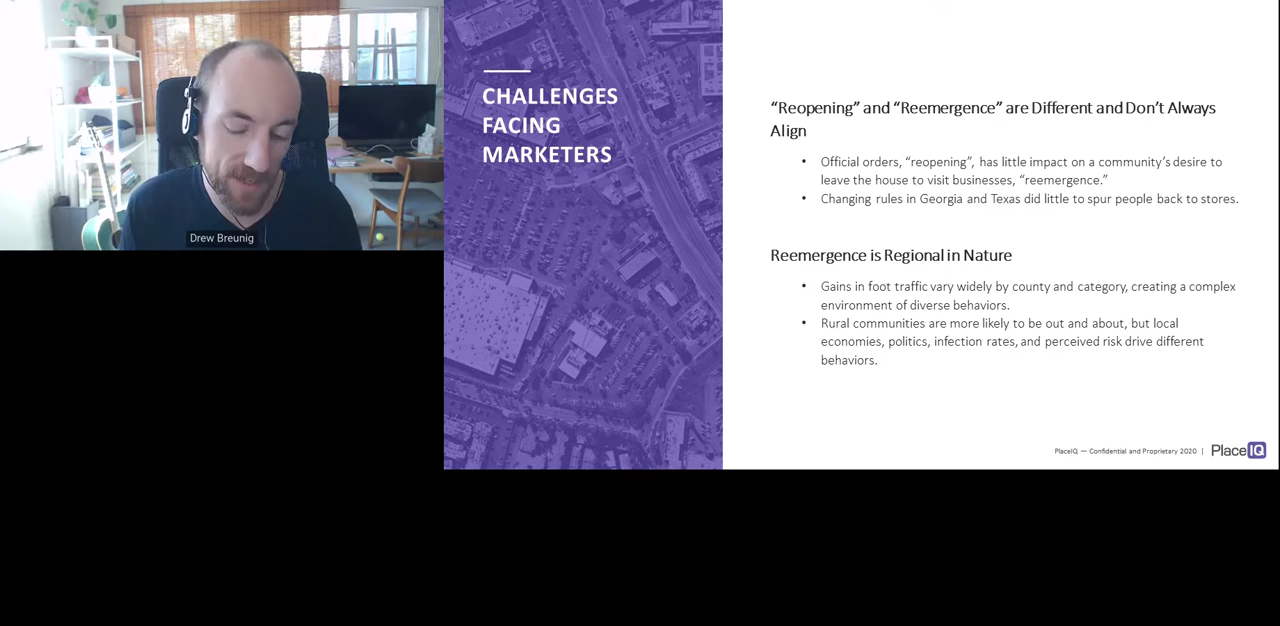 Drew Breunig
CHALLENGES
FACING
MARKETERS
“Reopening” and “Reemergence” are Different and Don’t Always
Align
• Official orders, “reopening”, has little impact on a community’s desire to
leave the house to visit businesses, “reemergence.”
• Changing rules in Georgia and Texas did little to spur people back to stores.
Reemergence is Regional in Nature
• Gains in foot traffic vary widely by county and category, creating a complex
environment of diverse behaviors.
• Rural communities are more likely to be out and about, but local
economies, politics, infection rates, and perceived risk drive different
behaviors.
PlaceIQ — Confidential and Proprietary 2020 | PlaceIQ